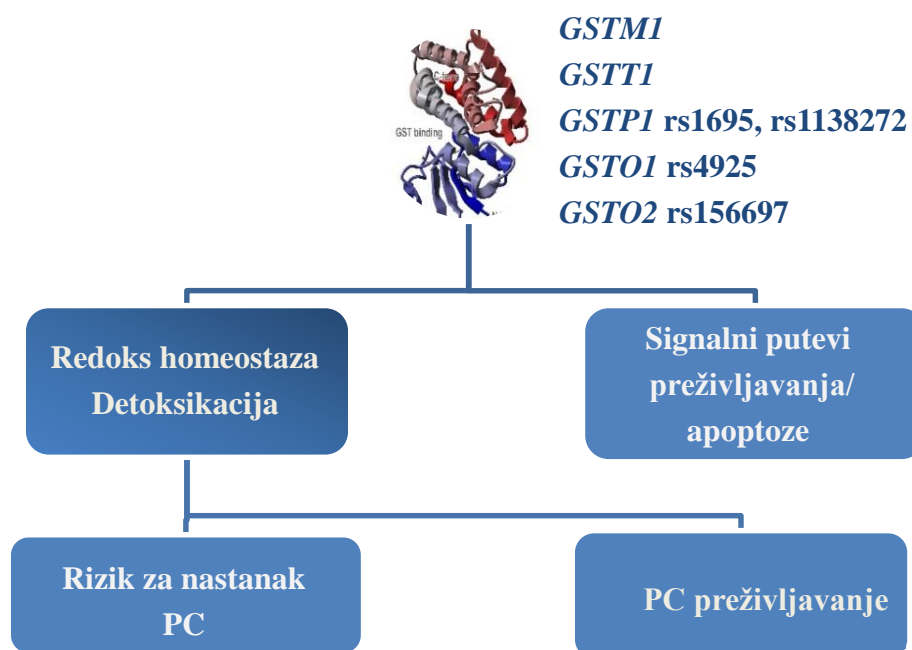 GSTM1
GSTT1
GSTP1 rs1695, rs1138272
GSTO1 rs4925
GSTO2 rs156697
GST binding
Redoks homeostaza
Detoksikacija
Signalni putevi
preživljavanja/
apoptoze
Rizik za nastanak
PC
PC preživljavanje